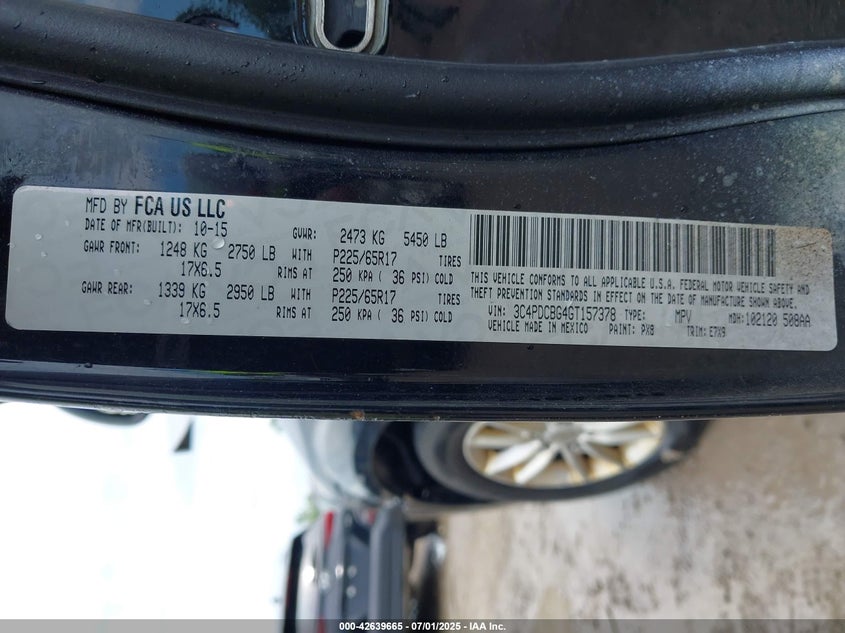 MFD BY FCA US LLC
DATE OF MFR(BUILT): 10-15 GVWR: 2473 KG 5450 LB
GAWR FRONT: 1248 KG 2750 LB WITH P225/65R17 TIRES
17X6.5 RIMS AT 250 KPA ( 36 PSI) COLD
GAWR REAR: 1339 KG 2950 LB WITH P225/65R17 TIRES
17X6.5 RIMS AT 250 KPA ( 36 PSI) COLD
THIS VEHICLE CONFORMS TO ALL APPLICABLE U.S.A. FEDERAL MOTOR VEHICLE SAFETY AND
THEFT PREVENTION STANDARDS IN EFFECT ON THE DATE OF MANUFACTURE SHOWN ABOVE.
VIN: 3C4PDCBG4GT157378 TYPE: MPV MDH: 102120 508AA
VEHICLE MADE IN MEXICO PAINT: PX8 TRIM: E7X9
000-42639665 - 07/01/2025 - IAA Inc.